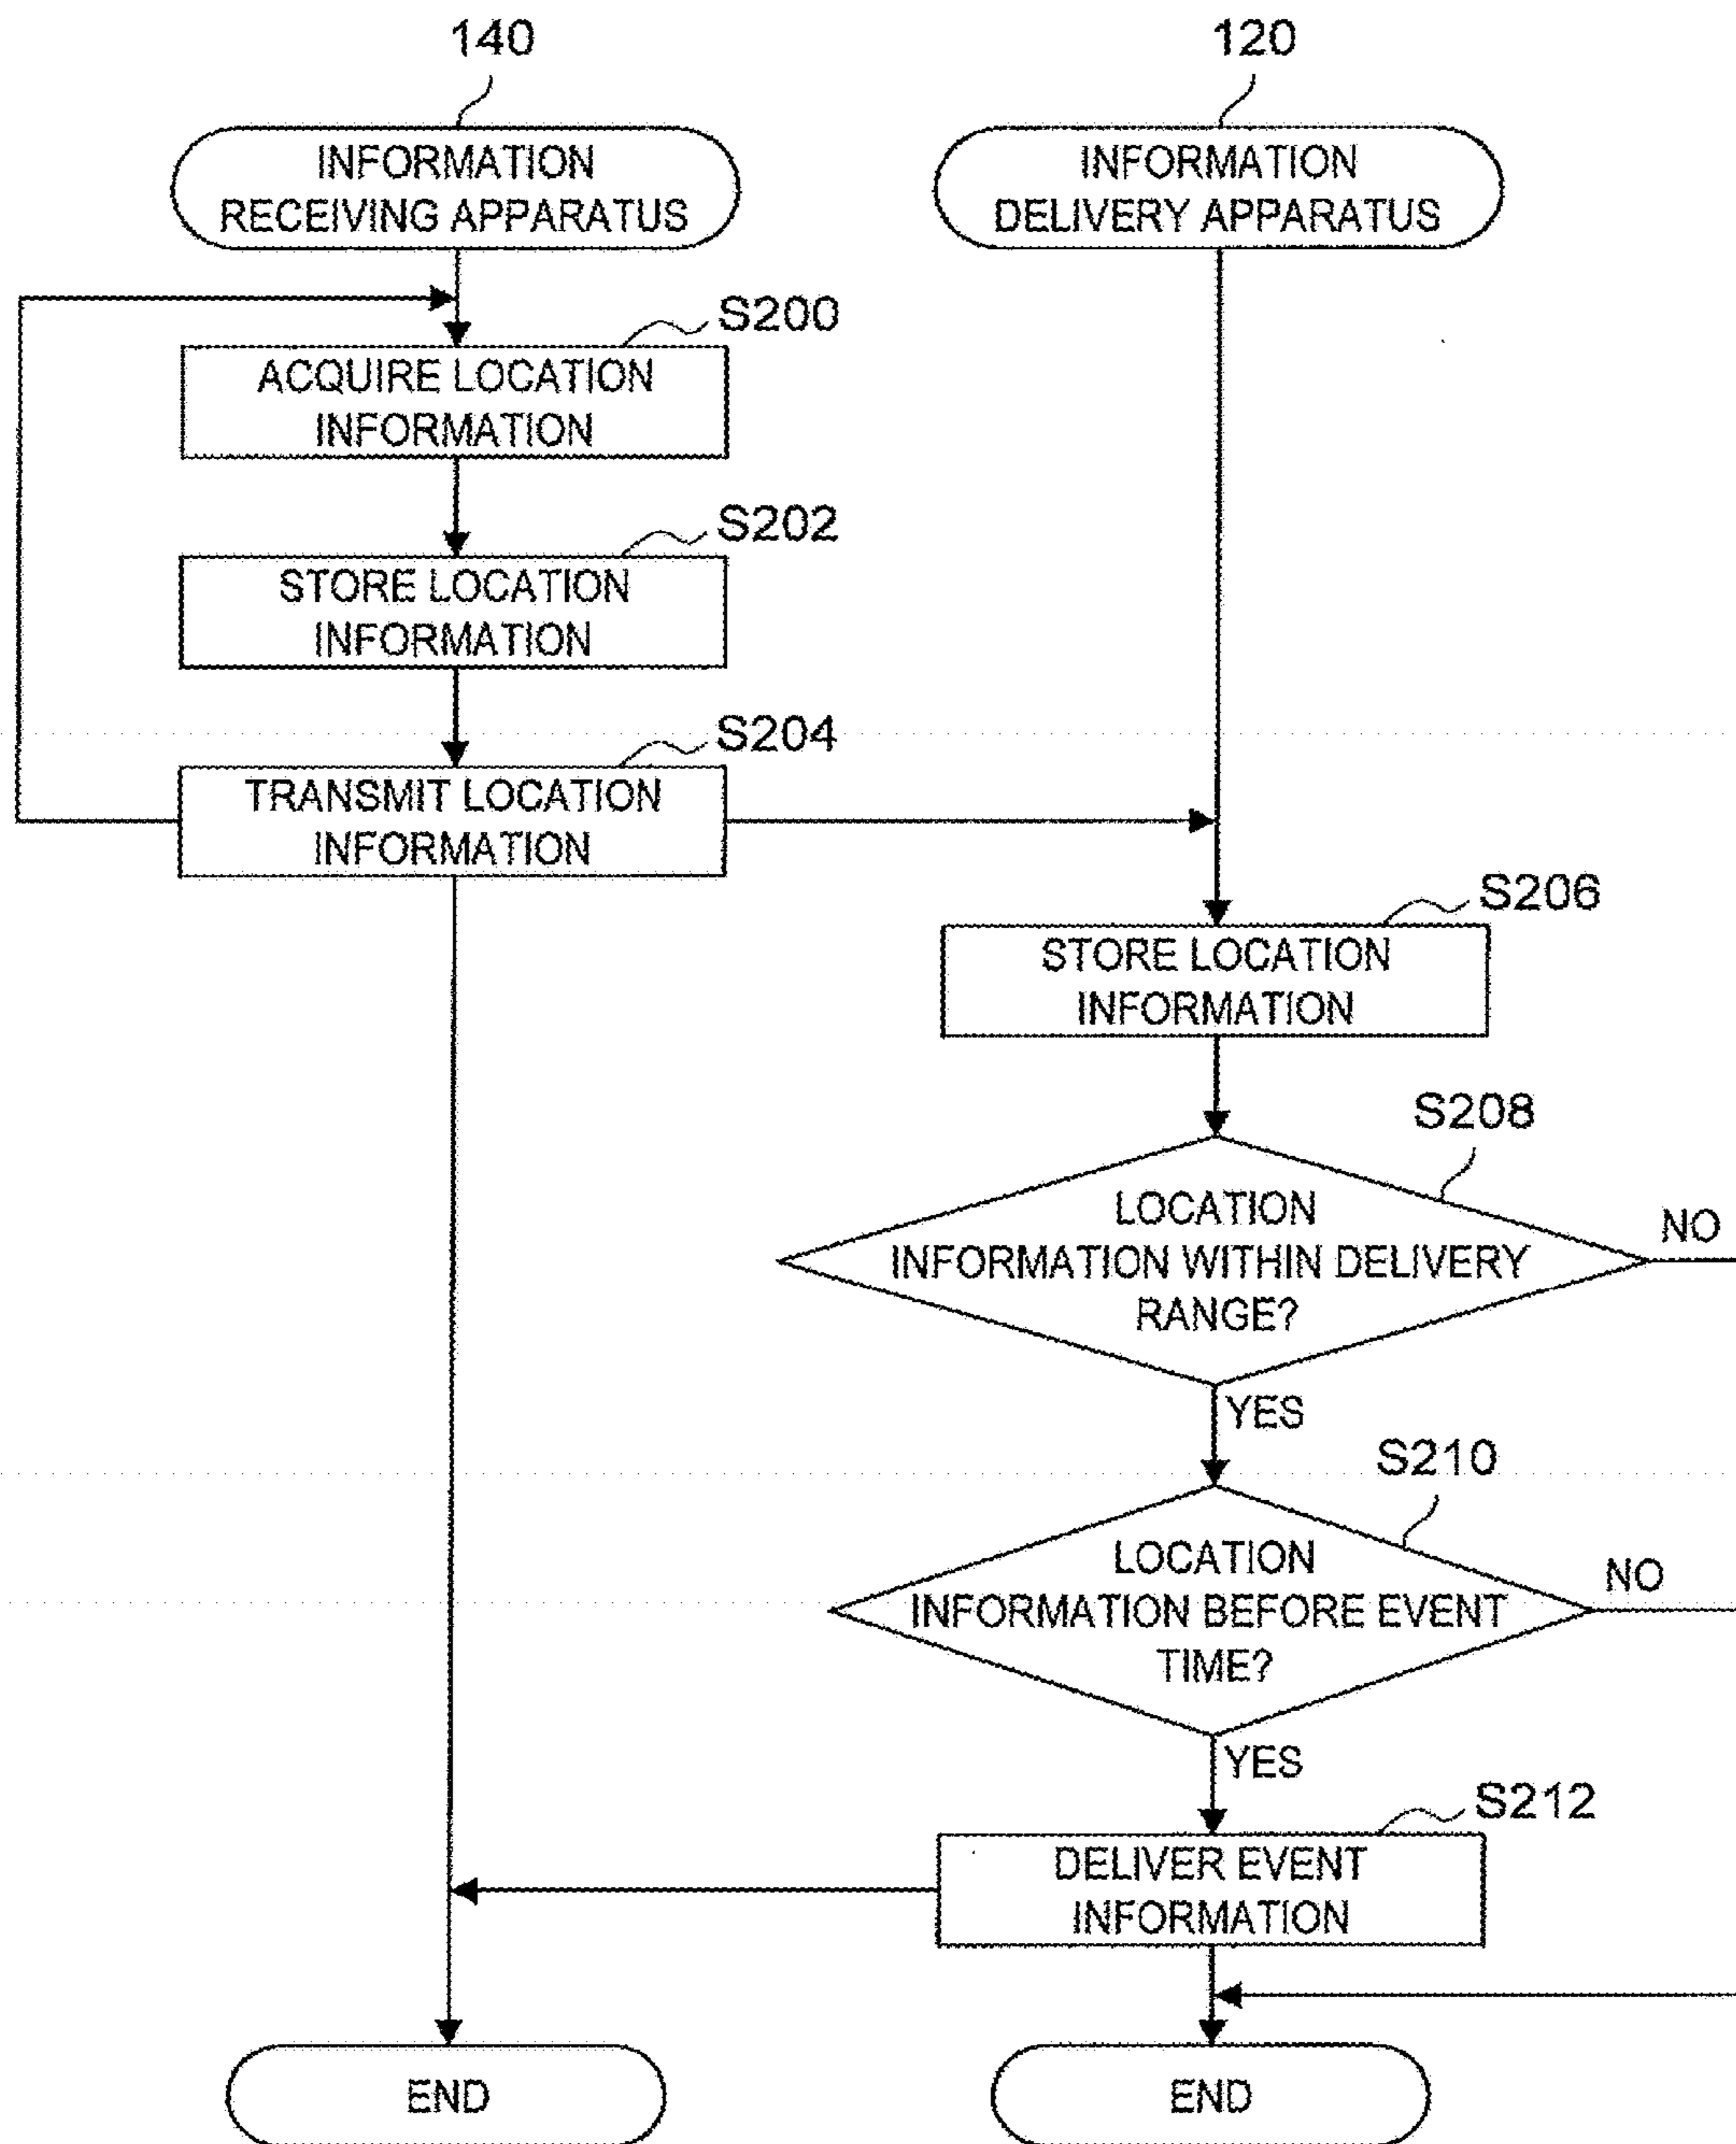 140
120
INFORMATION
RECEIVING APPARATUS
INFORMATION
DELIVERY APPARATUS
S200
ACQUIRE LOCATION
INFORMATION
S202
STORE LOCATION
INFORMATION
S204
TRANSMIT LOCATION
INFORMATION
S206
STORE LOCATION
INFORMATION
S208
LOCATION
INFORMATION WITHIN DELIVERY
RANGE?
NO
YES
S210
LOCATION
INFORMATION BEFORE EVENT
TIME?
NO
YES
S212
DELIVER EVENT
INFORMATION
END
END